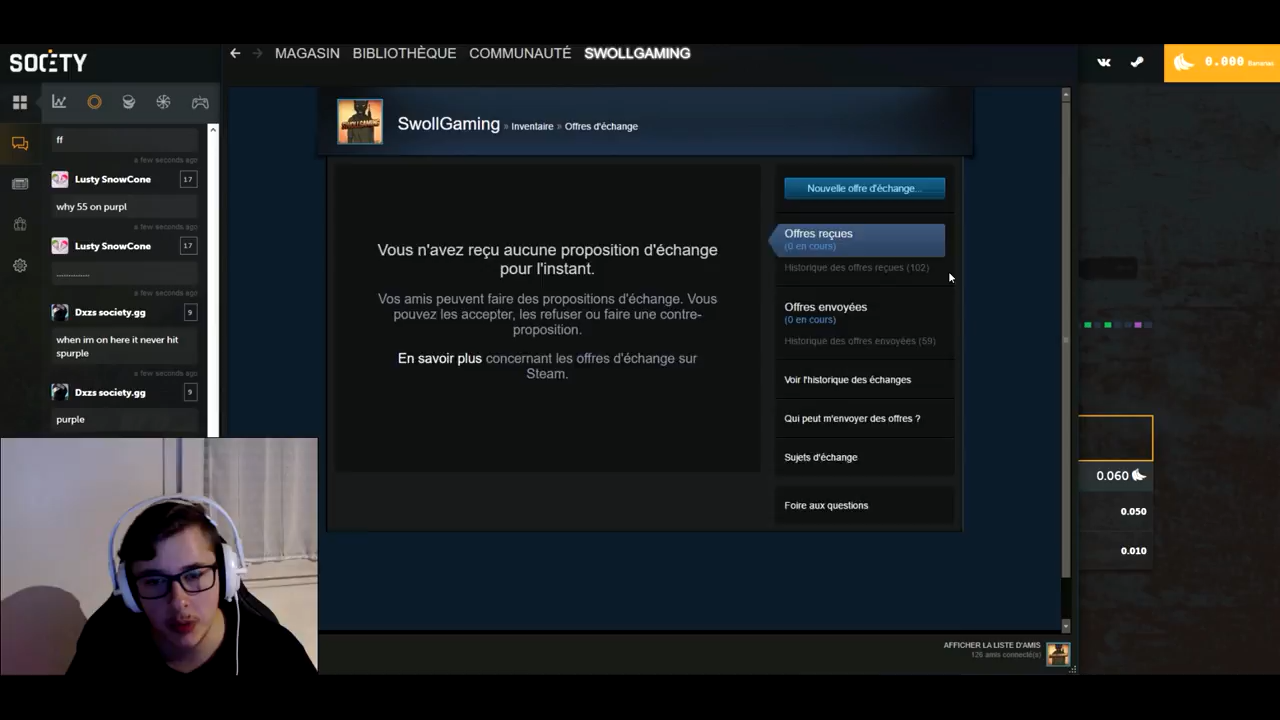 SOCIETY
ff
a few seconds ago
Lusty SnowCone 17
why 55 on purpl
a few seconds ago
Lusty SnowCone 17
..............
a few seconds ago
Dxzs society.gg 9
when im on here it never hit
spurple
a few seconds ago
Dxzs society.gg 9
purple
MAGASIN BIBLIOTHÈQUE COMMUNAUTÉ SWOLLGAMING
SwollGaming » Inventaire » Offres d'échange
Vous n'avez reçu aucune proposition d'échange
pour l'instant.
Vos amis peuvent faire des propositions d'échange. Vous
pouvez les accepter, les refuser ou faire une contre-
proposition.
En savoir plus concernant les offres d'échange sur
Steam.
Nouvelle offre d'échange...
Offres reçues
(0 en cours)
Historique des offres reçues (102)
Offres envoyées
(0 en cours)
Historique des offres envoyées (59)
Voir l'historique des échanges
Qui peut m'envoyer des offres ?
Sujets d'échange
Foire aux questions
AFFICHER LA LISTE D'AMIS
126 amis connecté(s)
0.000 Bananas
0.060
0.050
0.010